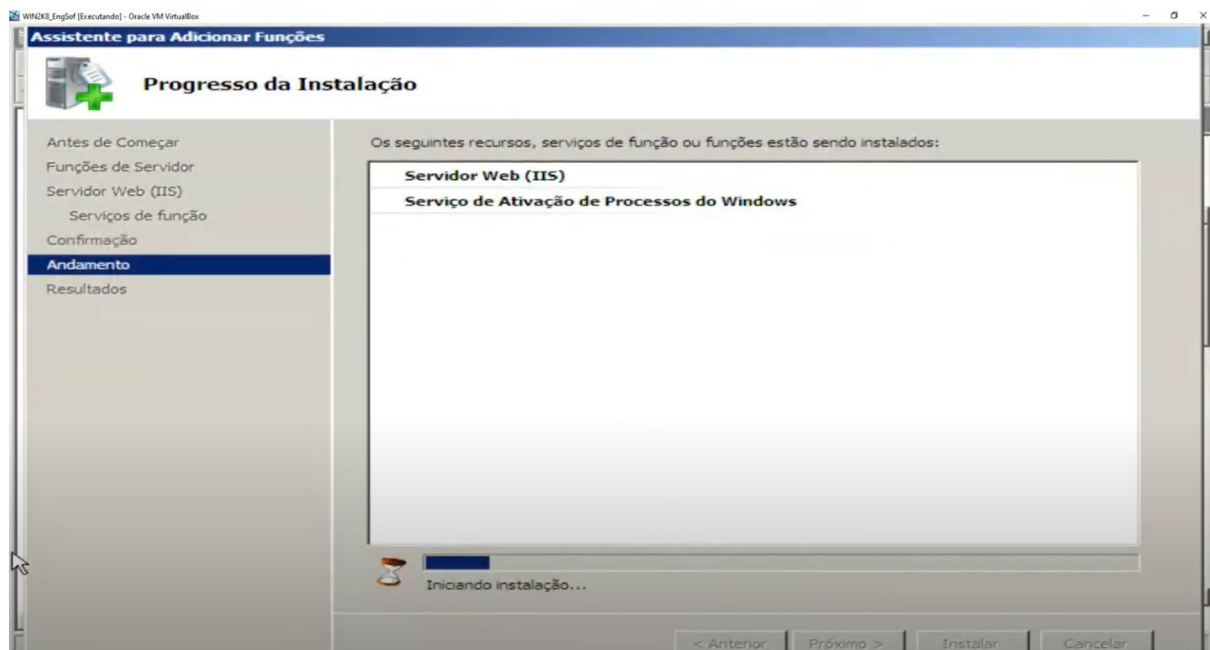 WIN2K8_EngSof [Executando] - Oracle VM VirtualBox
Assistente para Adicionar Funções
Progresso da Instalação
Antes de Começar
Funções de Servidor
Servidor Web (IIS)
Serviços de função
Confirmação
Andamento
Resultados
Os seguintes recursos, serviços de função ou funções estão sendo instalados:
Servidor Web (IIS)
Serviço de Ativação de Processos do Windows
Iniciando instalação...
< Anterior Próximo > Instalar Cancelar